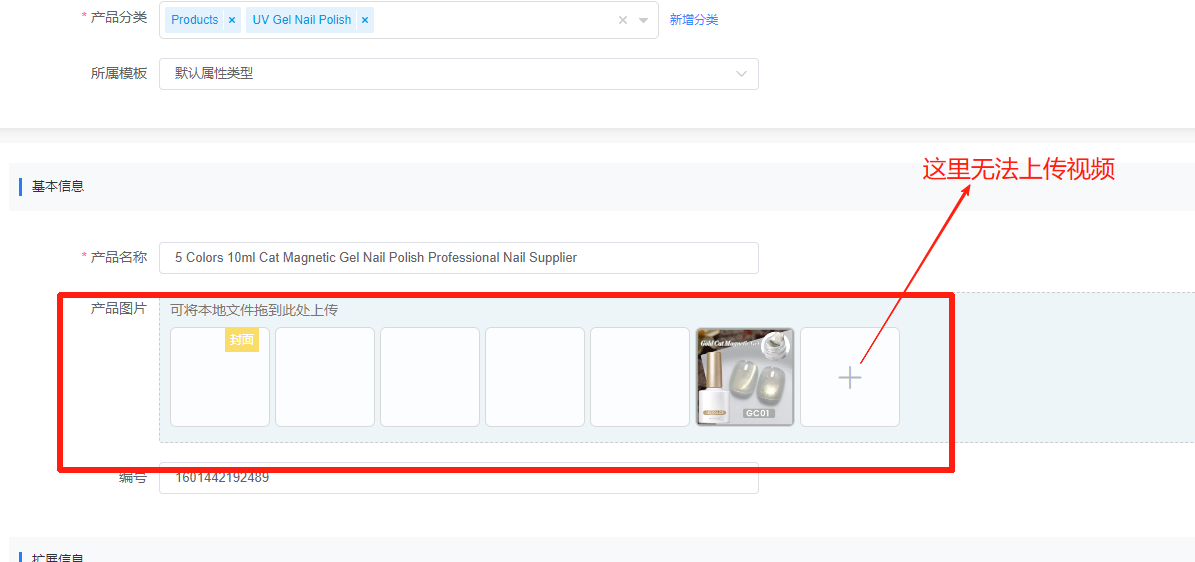 * 产品分类 Products × UV Gel Nail Polish × 新增分类
所属模板 默认属性类型
这里无法上传视频
基本信息
* 产品名称 5 Colors 10ml Cat Magnetic Gel Nail Polish Professional Nail Supplier
产品图片 可将本地文件拖到此处上传
封面
Gold Cat Magnetic Gel
GC01
编号 1601442192489
扩展信息